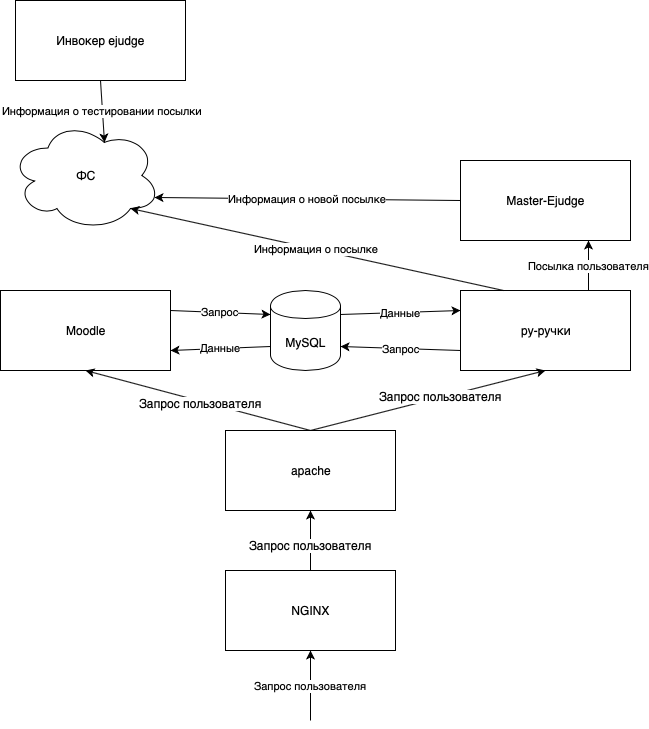 Инвокер ejudge
Информация о тестировании посылки
ФС
Информация о новой посылке
Master-Ejudge
Информация о посылке
Посылка пользователя
Moodle
Запрос
Данные
MySQL
Данные
Запрос
py-ручки
Запрос пользователя
Запрос пользователя
apache
Запрос пользователя
NGINX
Запрос пользователя